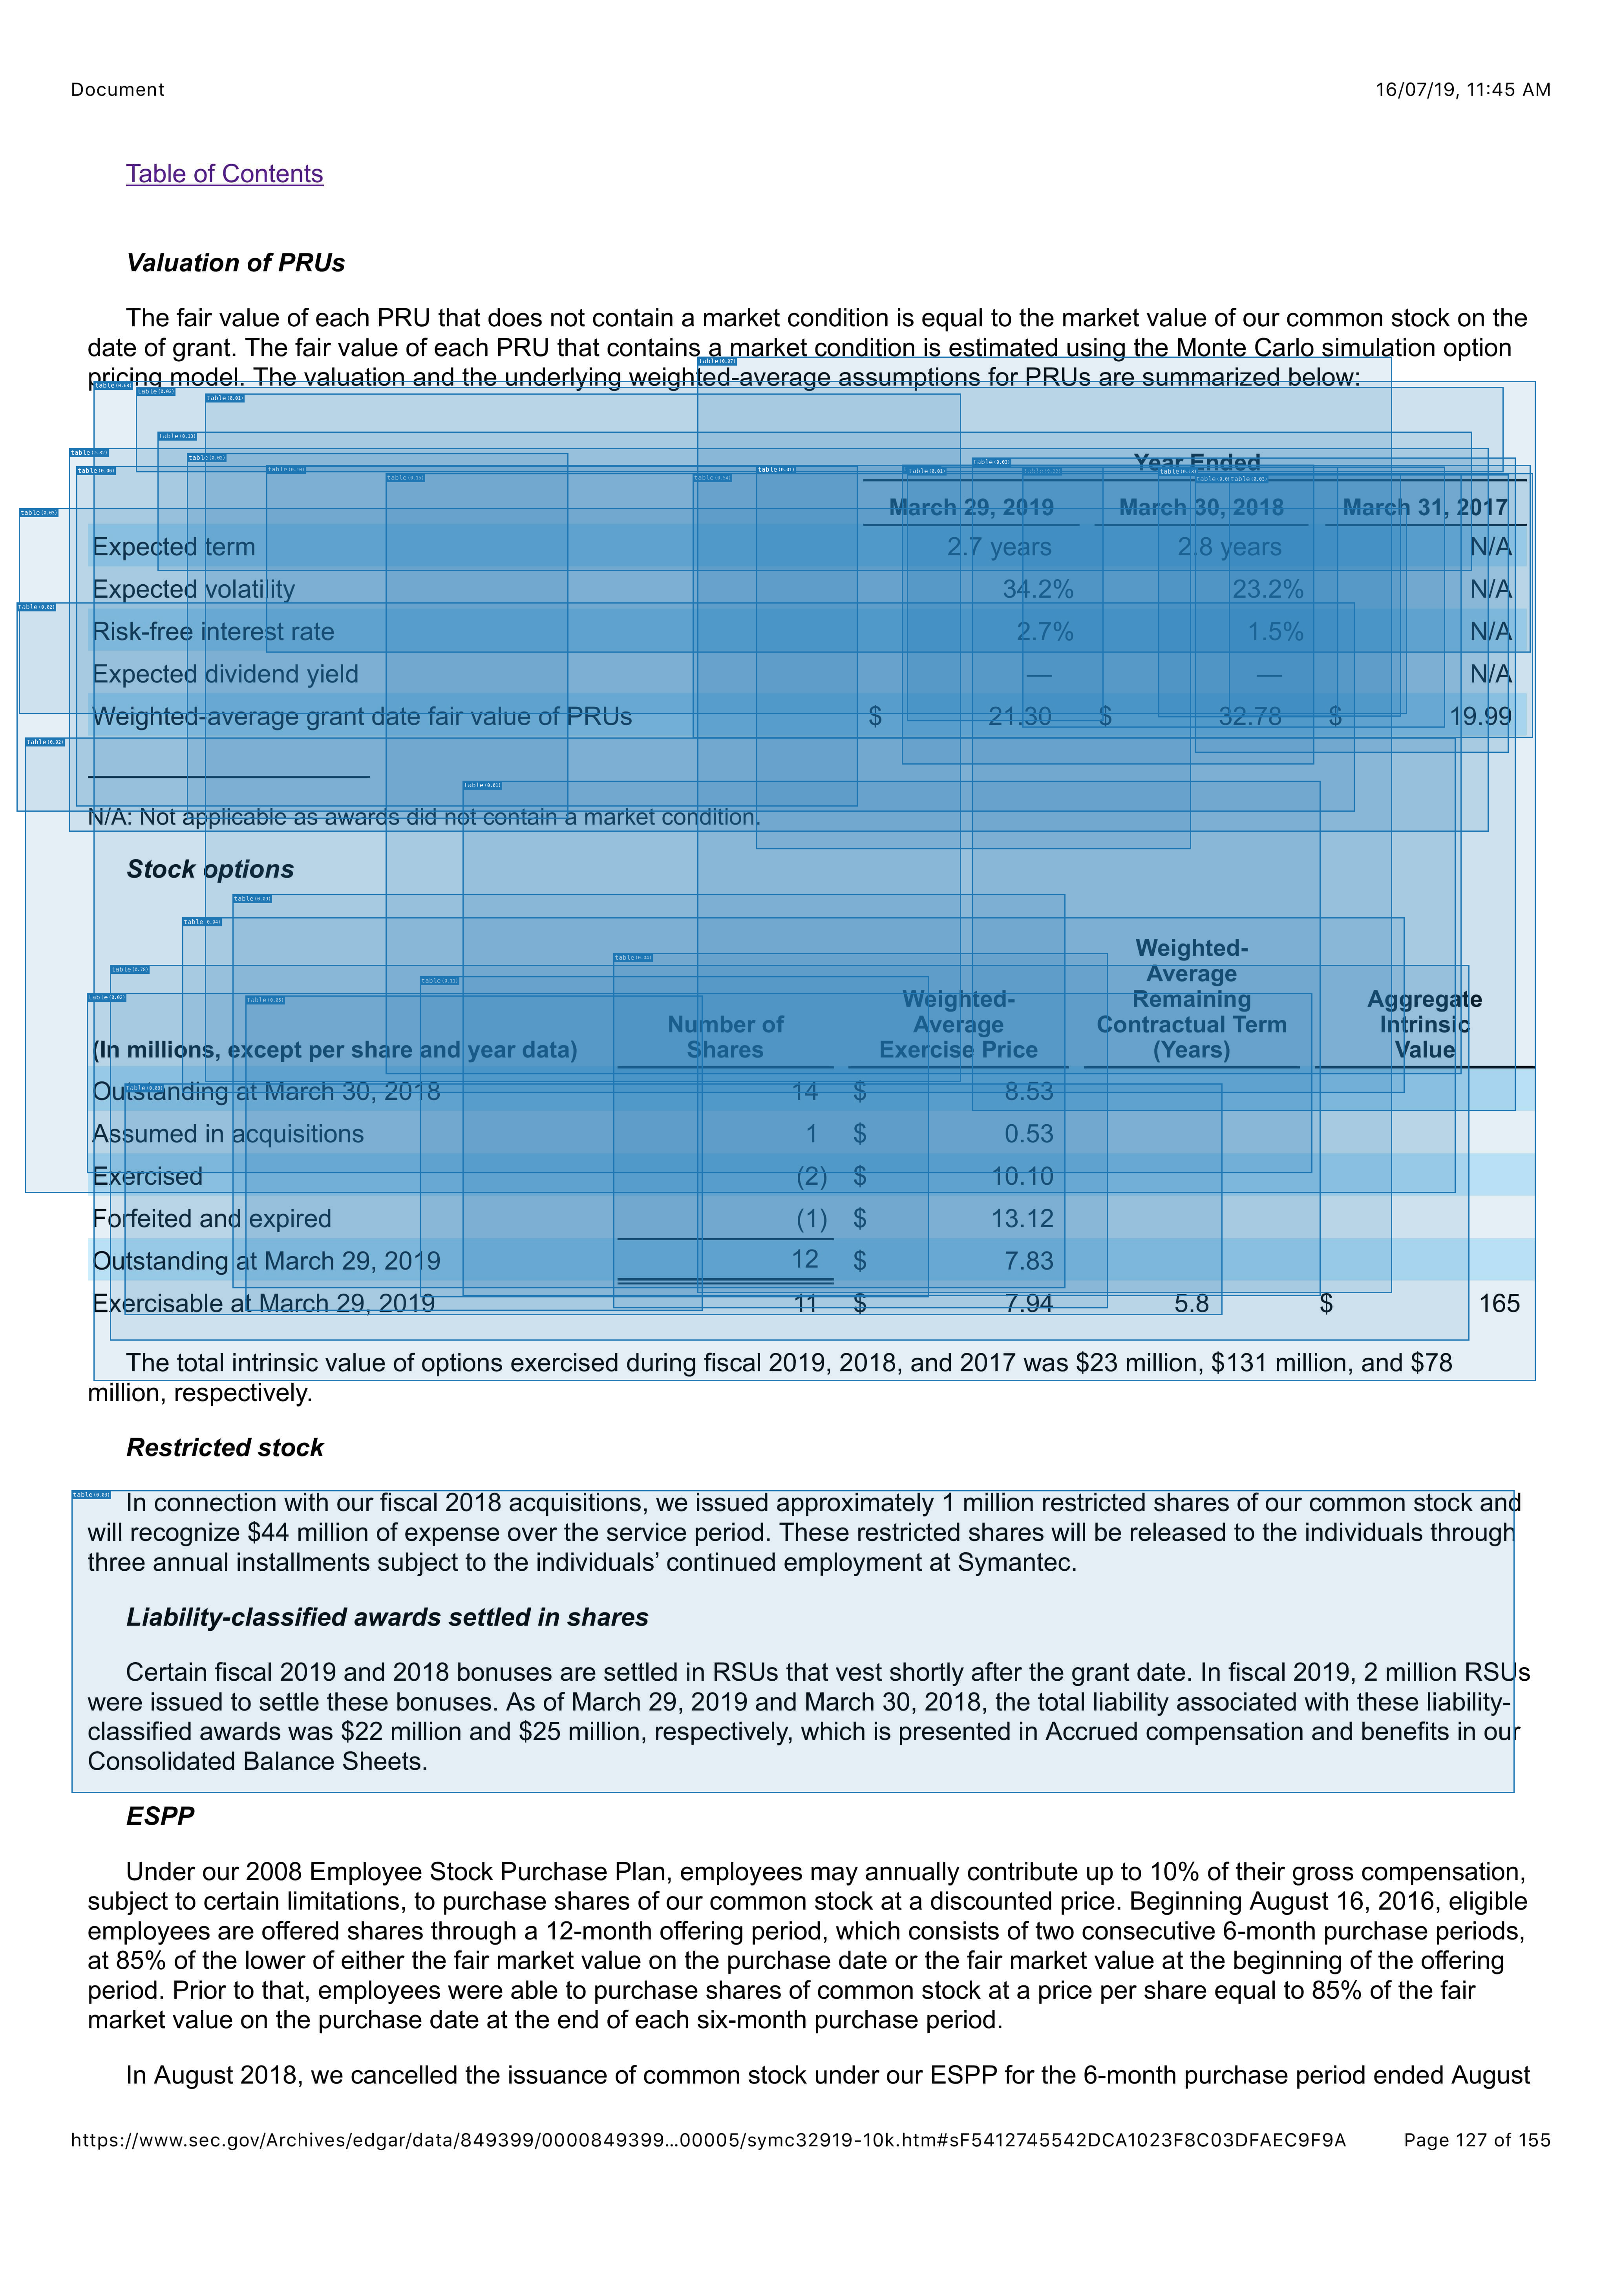 Document 16/07/19, 11:45 AM
Table of Contents
Valuation of PRUs
The fair value of each PRU that does not contain a market condition is equal to the market value of our common stock on the
date of grant. The fair value of each PRU that contains a market condition is estimated using the Monte Carlo simulation option
pricing model. The valuation and the underlying weighted-average assumptions for PRUs are summarized below:
Year Ended
March 29, 2019 March 30, 2018 March 31, 2017
Expected term 2.7 years 2.8 years N/A
Expected volatility 34.2% 23.2% N/A
Risk-free interest rate 2.7% 1.5% N/A
Expected dividend yield — — N/A
Weighted-average grant date fair value of PRUs $ 21.30 $ 32.78 $ 19.99
N/A: Not applicable as awards did not contain a market condition.
Stock options
Weighted-
Average
Weighted- Remaining Aggregate
Number of Average Contractual Term Intrinsic
(In millions, except per share and year data) Shares Exercise Price (Years) Value
Outstanding at March 30, 2018 14 $ 8.53
Assumed in acquisitions 1 $ 0.53
Exercised (2) $ 10.10
Forfeited and expired (1) $ 13.12
Outstanding at March 29, 2019 12 $ 7.83
Exercisable at March 29, 2019 11 $ 7.94 5.8 $ 165
The total intrinsic value of options exercised during fiscal 2019, 2018, and 2017 was $23 million, $131 million, and $78
million, respectively.
Restricted stock
In connection with our fiscal 2018 acquisitions, we issued approximately 1 million restricted shares of our common stock and
will recognize $44 million of expense over the service period. These restricted shares will be released to the individuals through
three annual installments subject to the individuals’ continued employment at Symantec.
Liability-classified awards settled in shares
Certain fiscal 2019 and 2018 bonuses are settled in RSUs that vest shortly after the grant date. In fiscal 2019, 2 million RSUs
were issued to settle these bonuses. As of March 29, 2019 and March 30, 2018, the total liability associated with these liability-
classified awards was $22 million and $25 million, respectively, which is presented in Accrued compensation and benefits in our
Consolidated Balance Sheets.
ESPP
Under our 2008 Employee Stock Purchase Plan, employees may annually contribute up to 10% of their gross compensation,
subject to certain limitations, to purchase shares of our common stock at a discounted price. Beginning August 16, 2016, eligible
employees are offered shares through a 12-month offering period, which consists of two consecutive 6-month purchase periods,
at 85% of the lower of either the fair market value on the purchase date or the fair market value at the beginning of the offering
period. Prior to that, employees were able to purchase shares of common stock at a price per share equal to 85% of the fair
market value on the purchase date at the end of each six-month purchase period.
In August 2018, we cancelled the issuance of common stock under our ESPP for the 6-month purchase period ended August
https://www.sec.gov/Archives/edgar/data/849399/0000849399…00005/symc32919-10k.htm#sF5412745542DCA1023F8C03DFAEC9F9A Page 127 of 155